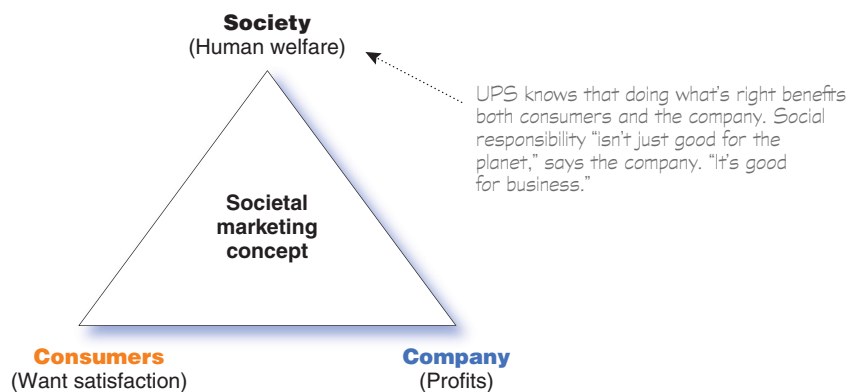 Society
(Human welfare)
UPS knows that doing what's right benefits
both consumers and the company. Social
responsibility “isn't just good for the
planet,” says the company. “It's good
for business.”
Societal
marketing
concept
Consumers
(Want satisfaction)
Company
(Profits)